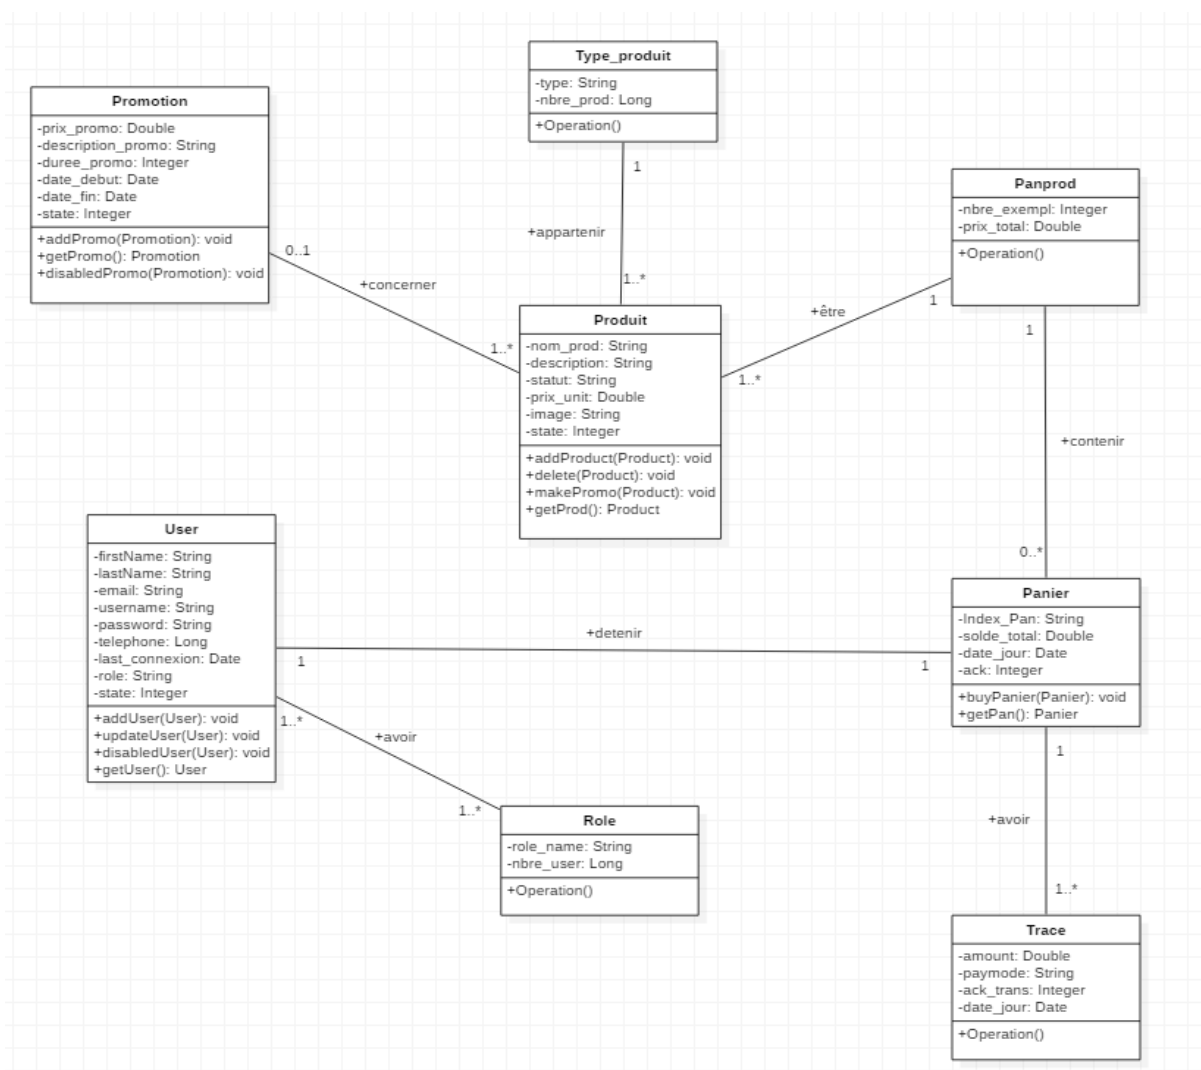 Type_produit
-type: String
-nbre_prod: Long
+Operation()
Promotion
-prix_promo: Double
-description_promo: String
-duree_promo: Integer
-date_debut: Date
-date_fin: Date
-state: Integer
+addPromo(Promotion): void
+getPromo(): Promotion
+disabledPromo(Promotion): void
1
+appartenir
1..*
0..1
+concerner
1..*
Panprod
-nbre_exempl: Integer
-prix_total: Double
+Operation()
1
+être
1..*
Produit
-nom_prod: String
-description: String
-statut: String
-prix_unit: Double
-image: String
-state: Integer
+addProduct(Product): void
+delete(Product): void
+makePromo(Product): void
+getProd(): Product
1
+contenir
0..*
User
-firstName: String
-lastName: String
-email: String
-username: String
-password: String
-telephone: Long
-last_connexion: Date
-role: String
-state: Integer
+addUser(User): void
+updateUser(User): void
+disabledUser(User): void
+getUser(): User
1
+detenir
1
Panier
-Index_Pan: String
-solde_total: Double
-date_jour: Date
-ack: Integer
+buyPanier(Panier): void
+getPan(): Panier
1..*
+avoir
1..*
Role
-role_name: String
-nbre_user: Long
+Operation()
1
+avoir
1..*
Trace
-amount: Double
-paymode: String
-ack_trans: Integer
-date_jour: Date
+Operation()